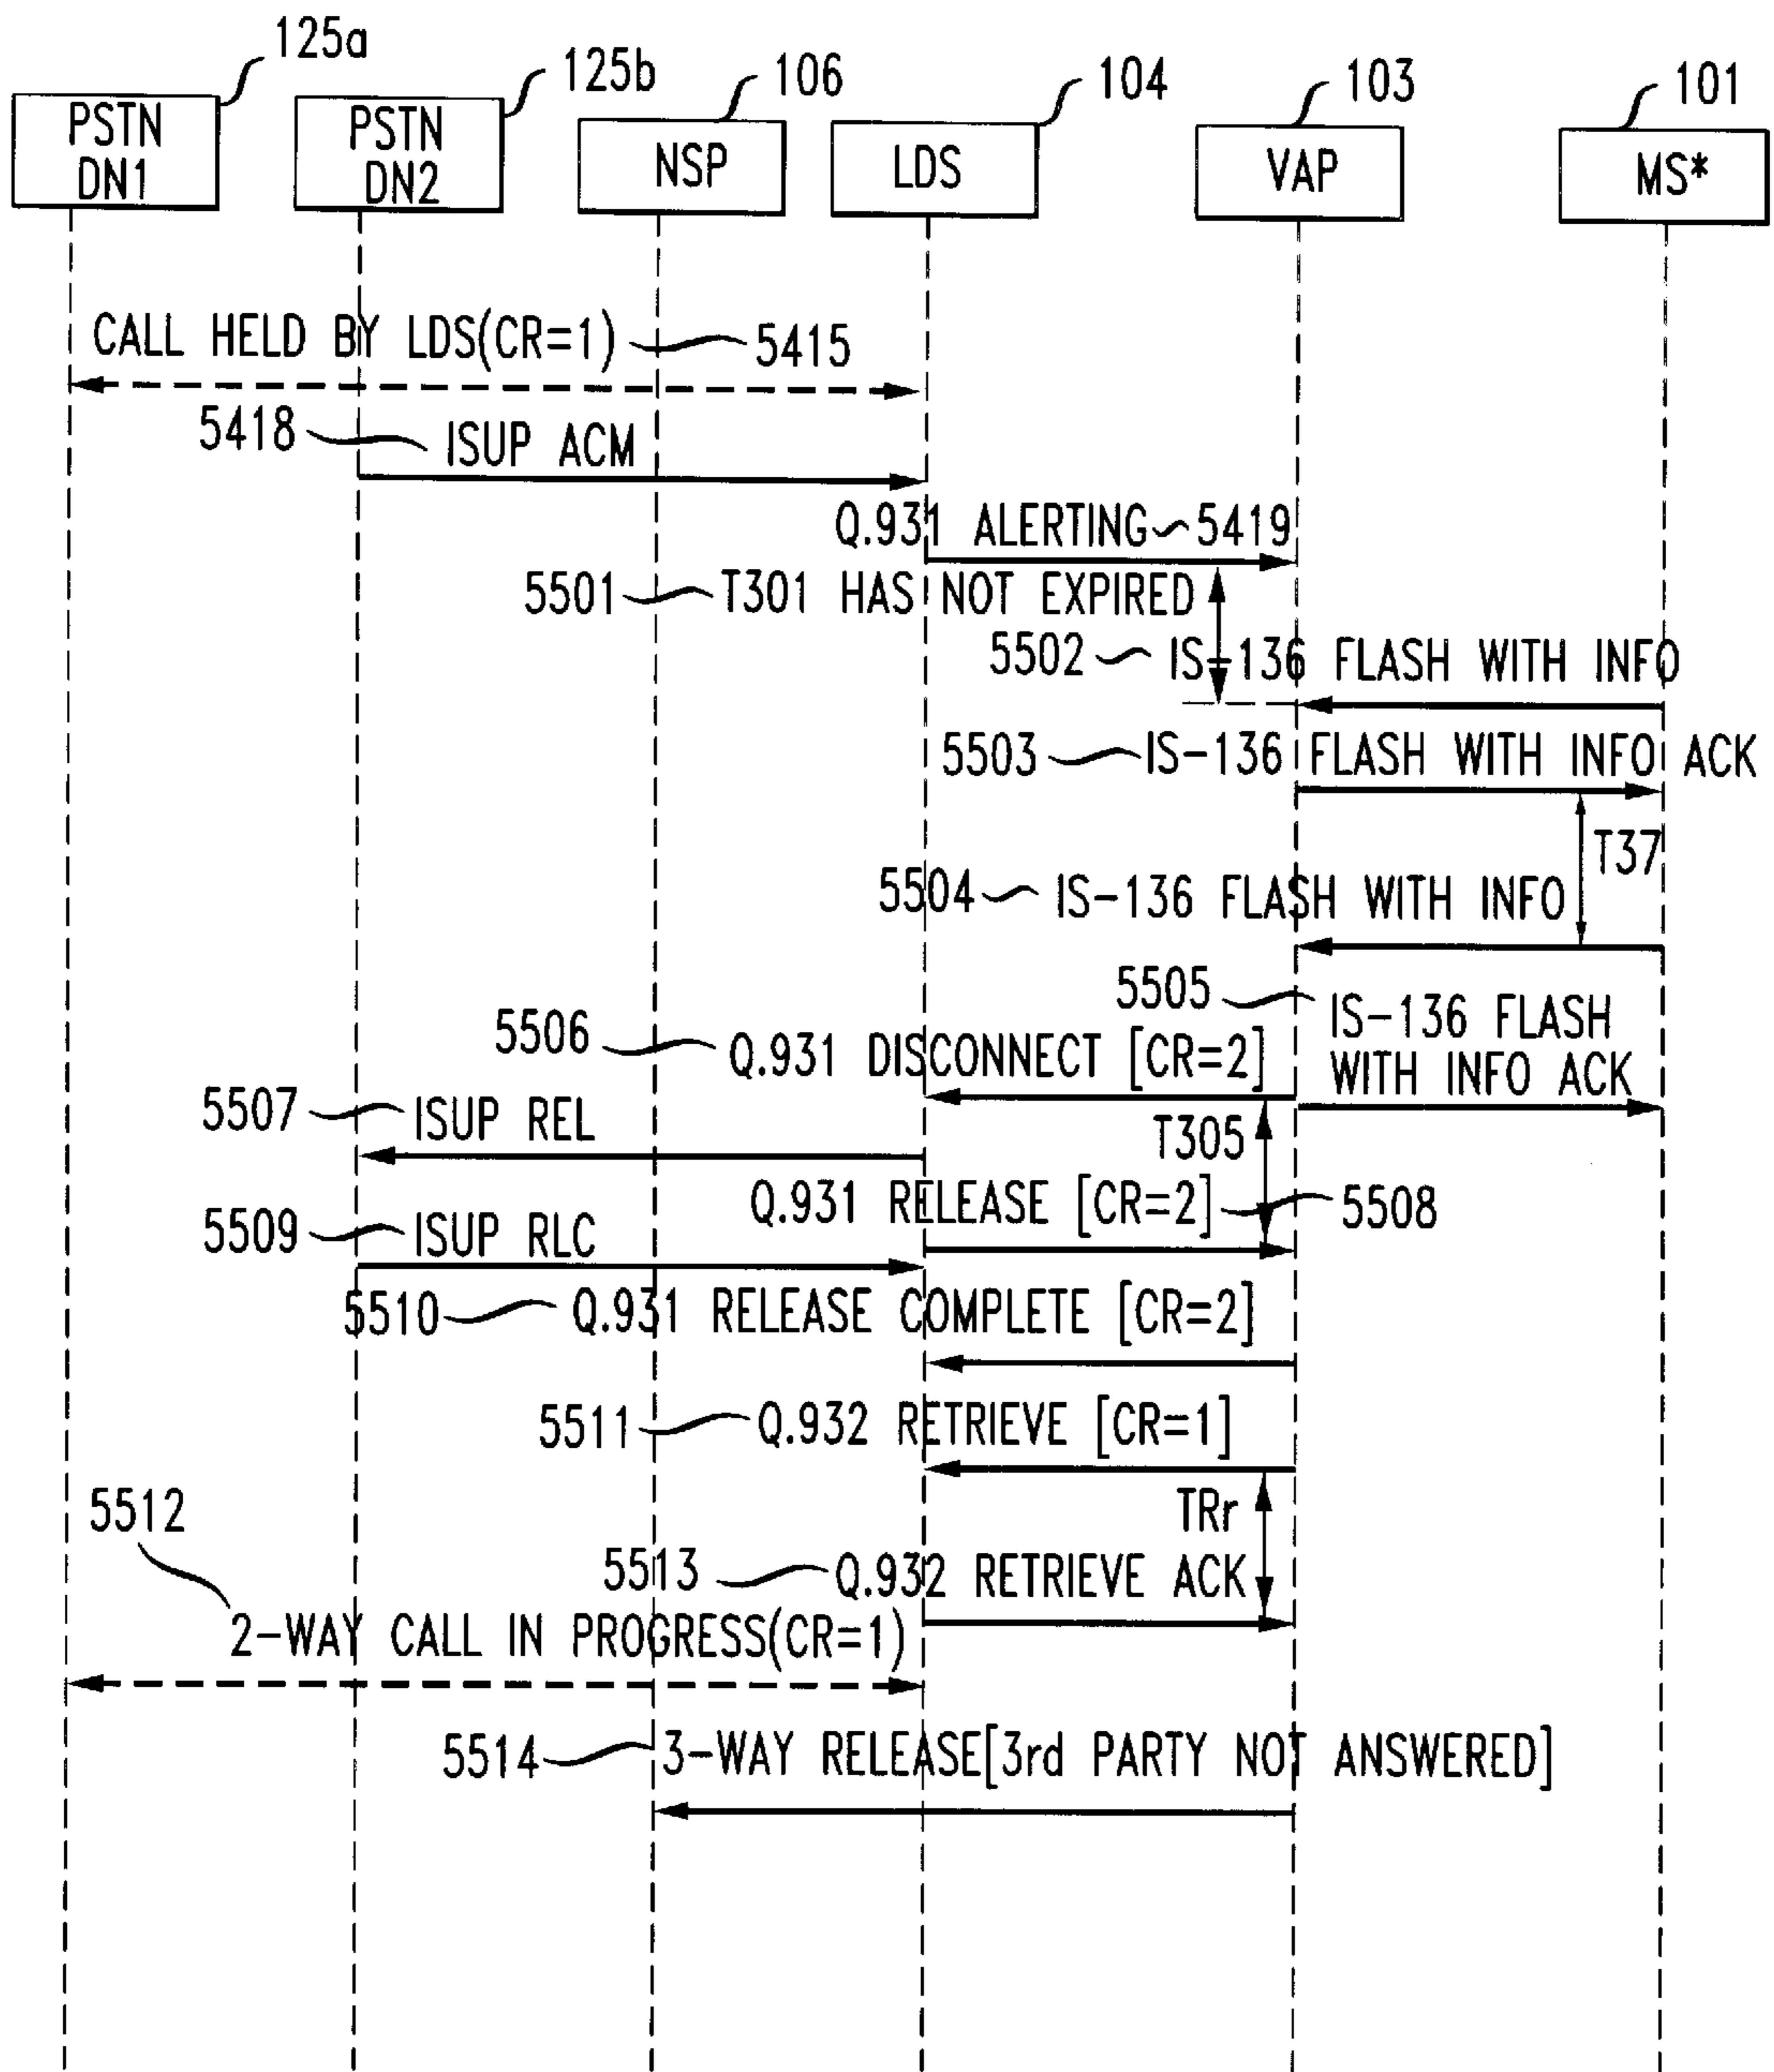 125a
125b
106
104
103
101
PSTN
DN1
PSTN
DN2
NSP
LDS
VAP
MS*
CALL HELD BY LDS(CR=1) 5415
5418 ISUP ACM
Q.931 ALERTING 5419
5501 T301 HAS NOT EXPIRED
5502 IS-136 FLASH WITH INFO
5503 IS-136 FLASH WITH INFO ACK
T37
5504 IS-136 FLASH WITH INFO
5505 IS-136 FLASH
WITH INFO ACK
5506 Q.931 DISCONNECT [CR=2]
5507 ISUP REL
T305
Q.931 RELEASE [CR=2] 5508
5509 ISUP RLC
5510 Q.931 RELEASE COMPLETE [CR=2]
5511 Q.932 RETRIEVE [CR=1]
TRr
5512
5513 Q.932 RETRIEVE ACK
2-WAY CALL IN PROGRESS(CR=1)
5514 3-WAY RELEASE[3rd PARTY NOT ANSWERED]